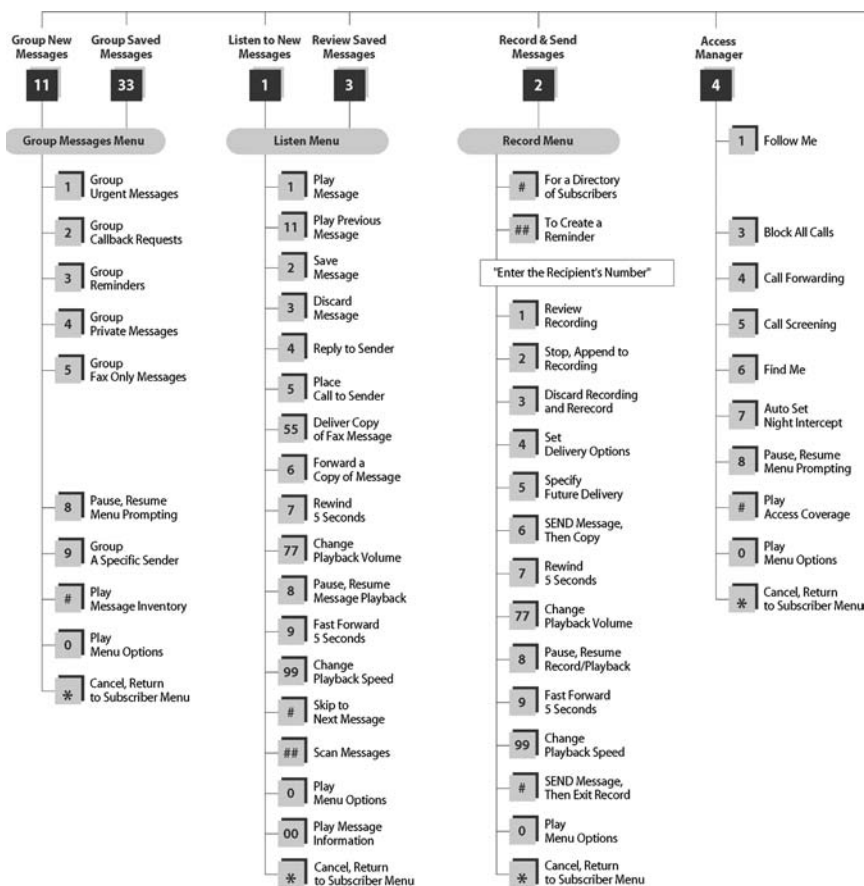 Group New
Messages
11
Group Saved
Messages
33
Group Messages Menu
1
Group
Urgent Messages
2
Group
Callback Requests
3
Group
Reminders
4
Group
Private Messages
5
Group
Fax Only Messages
8
Pause, Resume
Menu Prompting
9
Group
A Specific Sender
#
Play
Message Inventory
0
Play
Menu Options
*
Cancel, Return
to Subscriber Menu
Listen to New
Messages
1
Review Saved
Messages
3
Listen Menu
1
Play
Message
11
Play Previous
Message
2
Save
Message
3
Discard
Message
4
Reply to Sender
5
Place
Call to Sender
55
Deliver Copy
of Fax Message
6
Forward a
Copy of Message
7
Rewind
5 Seconds
77
Change
Playback Volume
8
Pause, Resume
Message Playback
9
Fast Forward
5 Seconds
99
Change
Playback Speed
#
Skip to
Next Message
##
Scan Messages
0
Play
Menu Options
00
Play Message
Information
*
Cancel, Return
to Subscriber Menu
Record & Send
Messages
2
Record Menu
#
For a Directory
of Subscribers
##
To Create a
Reminder
"Enter the Recipient's Number"
1
Review
Recording
2
Stop, Append to
Recording
3
Discard Recording
and Rerecord
4
Set
Delivery Options
5
Specify
Future Delivery
6
SEND Message,
Then Copy
7
Rewind
5 Seconds
77
Change
Playback Volume
8
Pause, Resume
Record/Playback
9
Fast Forward
5 Seconds
99
Change
Playback Speed
#
SEND Message,
Then Exit Record
0
Play
Menu Options
*
Cancel, Return
to Subscriber Menu
Access
Manager
4
1
Follow Me
3
Block All Calls
4
Call Forwarding
5
Call Screening
6
Find Me
7
Auto Set
Night Intercept
8
Pause, Resume
Menu Prompting
#
Play
Access Coverage
0
Play
Menu Options
*
Cancel, Return
to Subscriber Menu